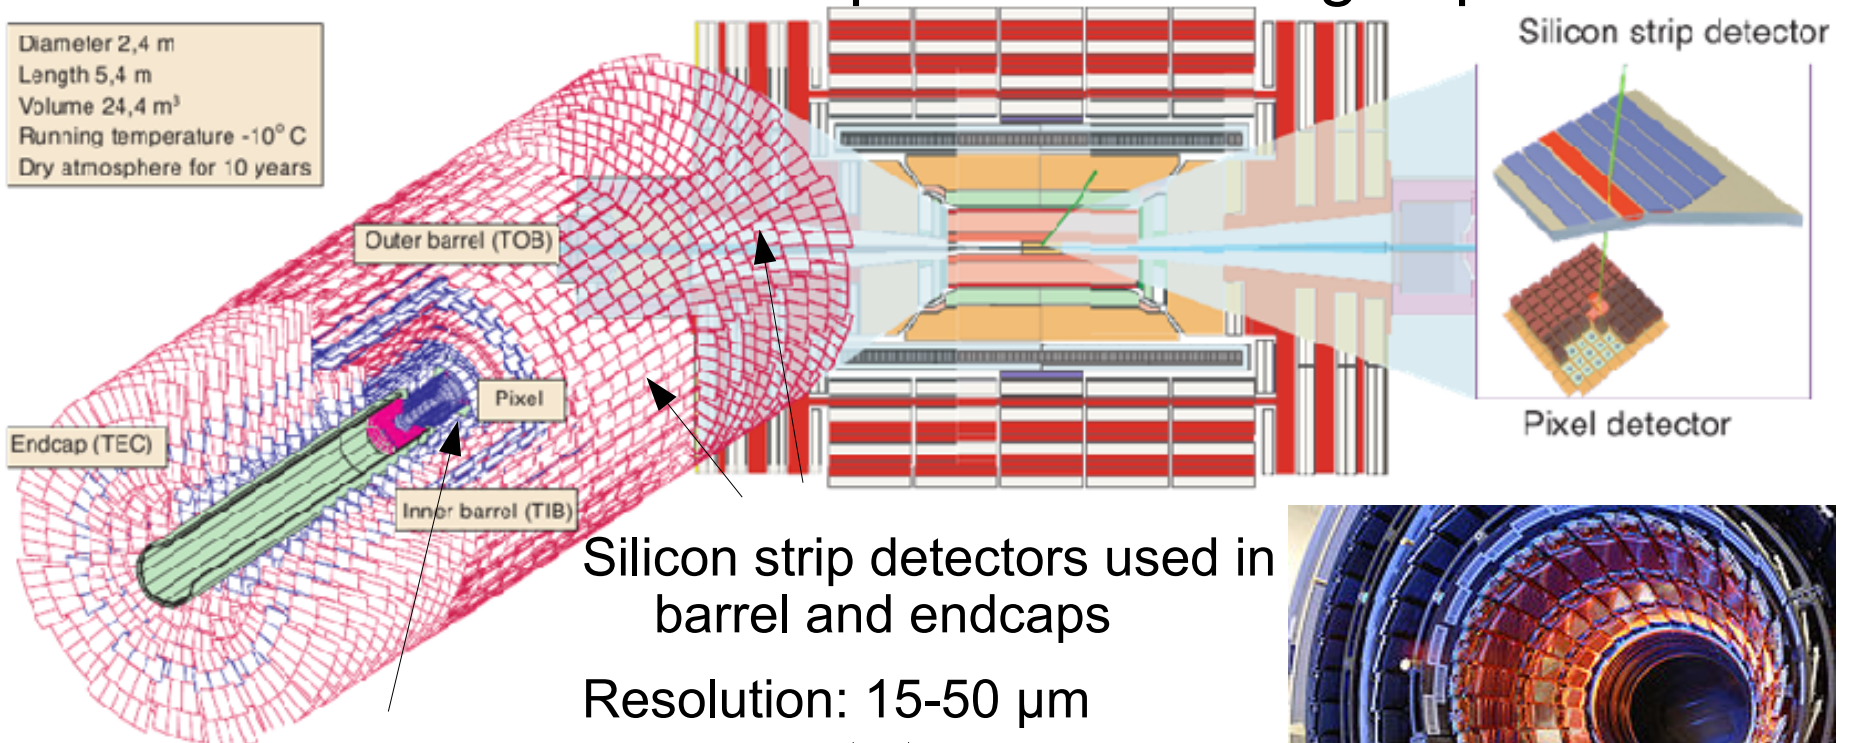 Diameter 2,4 m
Length 5,4 m
Volume 24,4 m³
Running temperature -10° C
Dry atmosphere for 10 years
Silicon strip detector
Outer barrel (TOB)
Pixel
Endcap (TEC)
Inner barrel (TIB)
Pixel detector
Silicon strip detectors used in
barrel and endcaps
Resolution: 15-50 µm